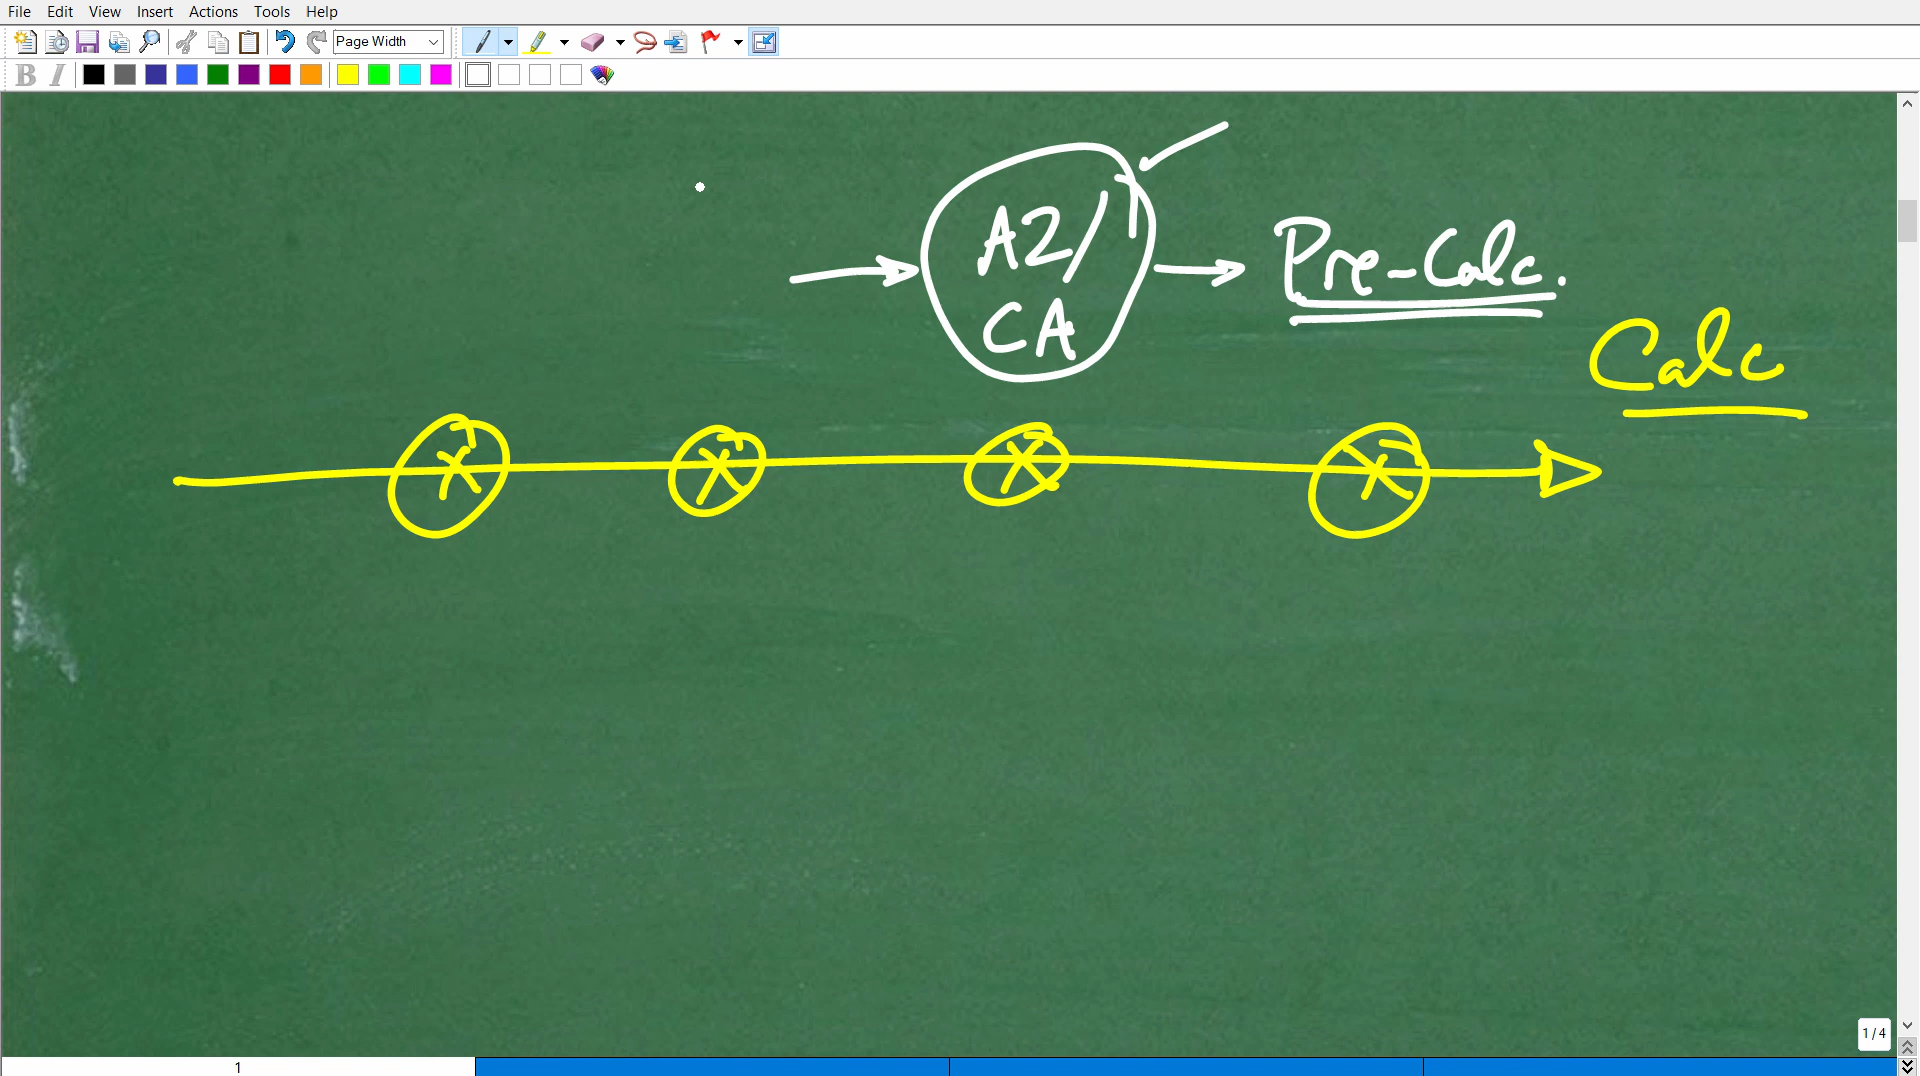 File Edit View Insert Actions Tools Help
Page Width
B I
A2/
CA
Pre-Calc.
Calc
1 / 4
1